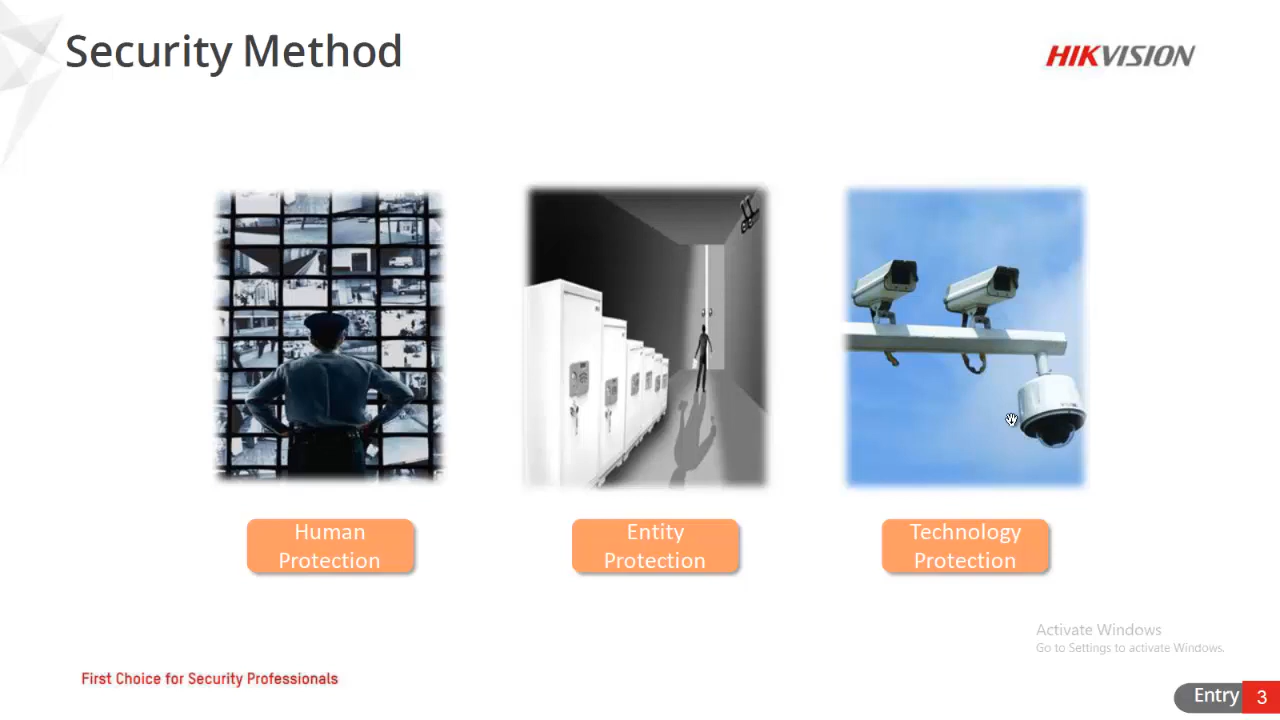 Security Method
HIKVISION
Human
Protection
Entity
Protection
Technology
Protection
Activate Windows
Go to Settings to activate Windows.
First Choice for Security Professionals
Entry 3